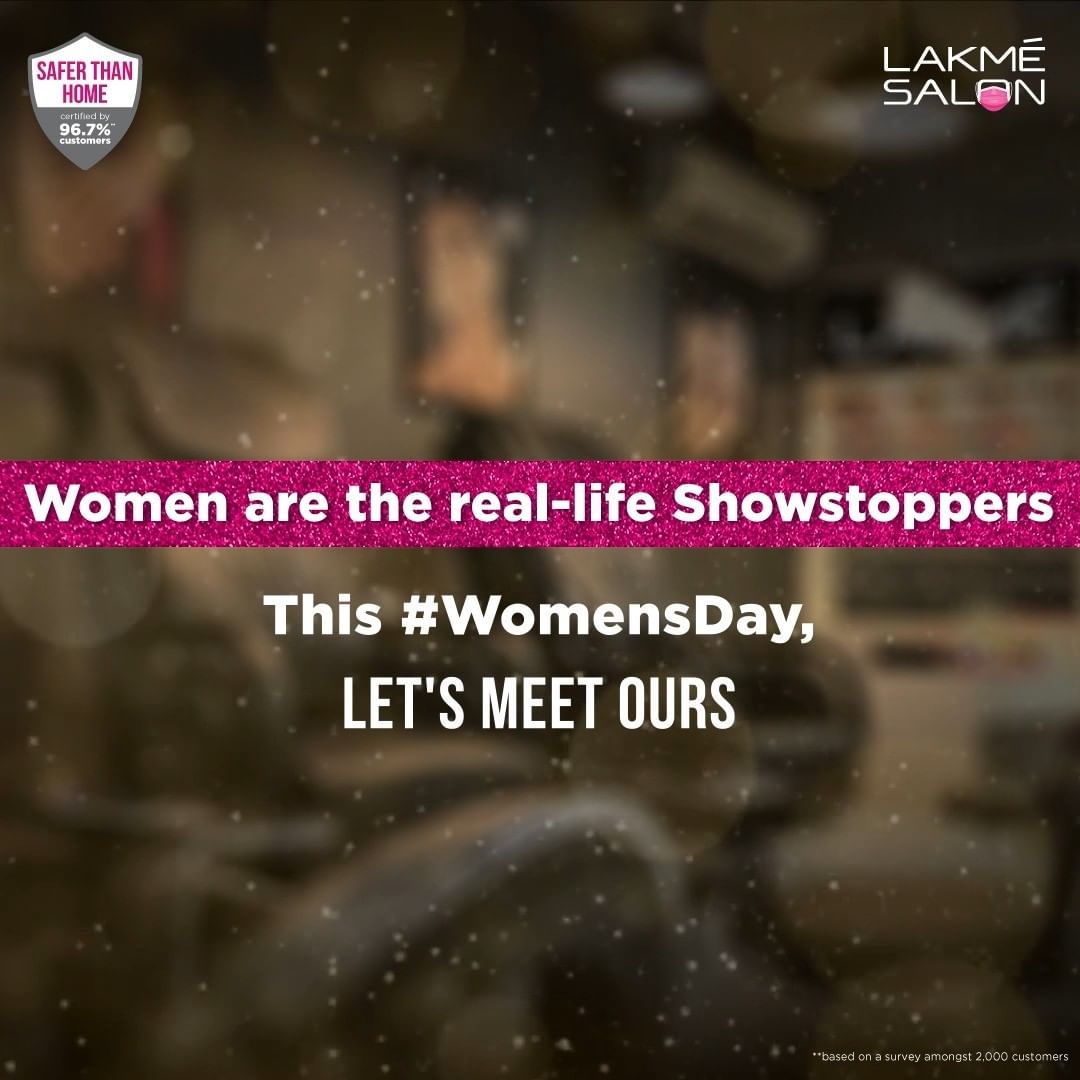 SAFER THAN
HOME
certified by
96.7%**
customers
LAKMÉ
SALON
Women are the real-life Showstoppers
This #WomensDay,
LET'S MEET OURS
**based on a survey amongst 2,000 customers